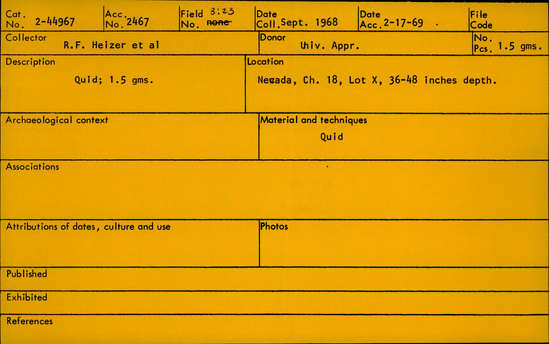 Cat. No. 2-44967 Acc. No. 2467 Field No. 3:23 none Date Coll. Sept. 1968 Date Acc. 2-17-69 File Code
Collector R.F. Heizer et al Donor Univ. Appr. No. Pcs. 1.5 gms.
Description Location
Quid; 1.5 gms. Nevada, Ch. 18, Lot X, 36-48 inches depth.
Archaeological context Material and techniques
Quid
Associations
Attributions of dates, culture and use Photos
Published
Exhibited
References